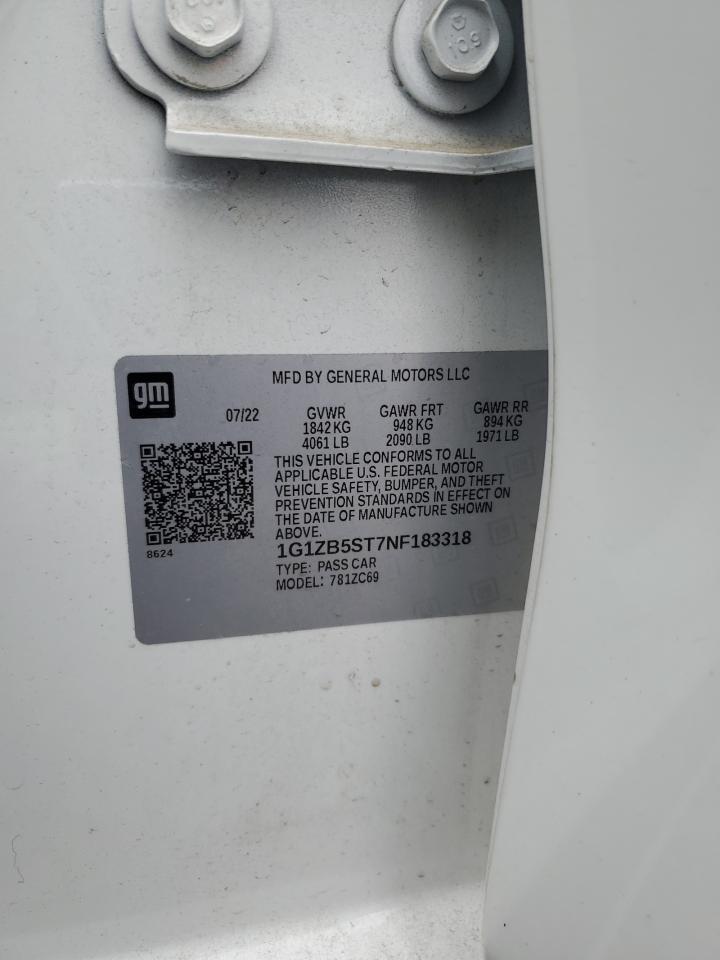 10.9
gm
MFD BY GENERAL MOTORS LLC
07/22 GVWR GAWR FRT GAWR RR
1842 KG 948 KG 894 KG
4061 LB 2090 LB 1971 LB
THIS VEHICLE CONFORMS TO ALL
APPLICABLE U.S. FEDERAL MOTOR
VEHICLE SAFETY, BUMPER, AND THEFT
PREVENTION STANDARDS IN EFFECT ON
THE DATE OF MANUFACTURE SHOWN
ABOVE.
8624
1G1ZB5ST7NF183318
TYPE: PASS CAR
MODEL: 781ZC69